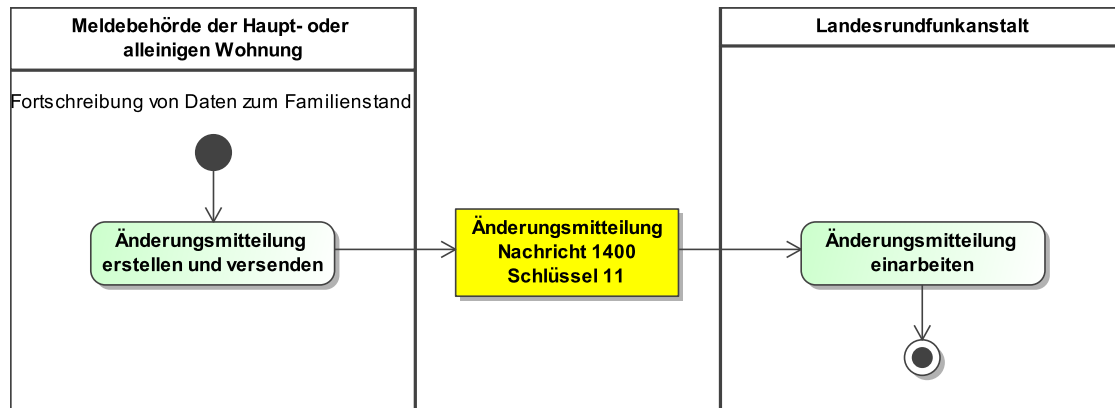 Meldebehörde der Haupt- oder
alleinigen Wohnung
Fortschreibung von Daten zum Familienstand
Änderungsmitteilung
erstellen und versenden
Änderungsmitteilung
Nachricht 1400
Schlüssel 11
Landesrundfunkanstalt
Änderungsmitteilung
einarbeiten